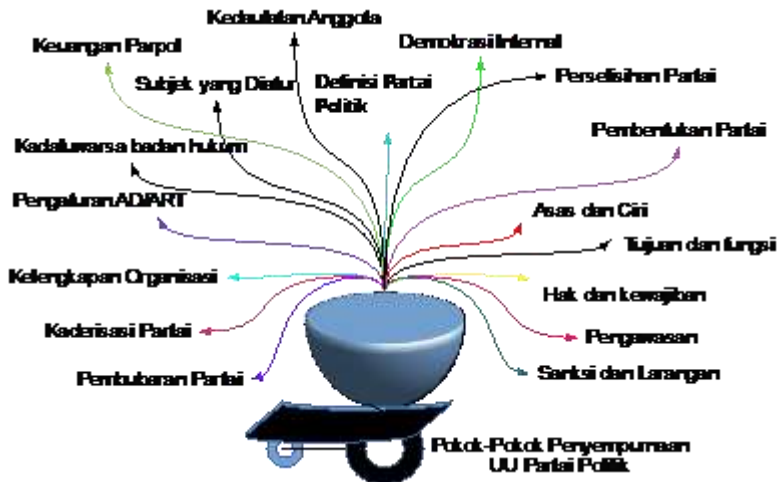 Kedaulatan Anggota
Keuangan Parpol
Demokrasi Internal
Subjek yang Diatur
Definisi Partai
Politik
Perselisihan Partai
Pembentukan Partai
Kadaluwarsa badan hukum
Pengaturan AD/ART
Asas dan Ciri
Tujuan dan fungsi
Kelengkapan Organisasi
Hak dan kewajiban
Kaderisasi Partai
Pengawasan
Pembubaran Partai
Sanksi dan Larangan
Pokok-Pokok Penyempurnaan
UU Partai Politik